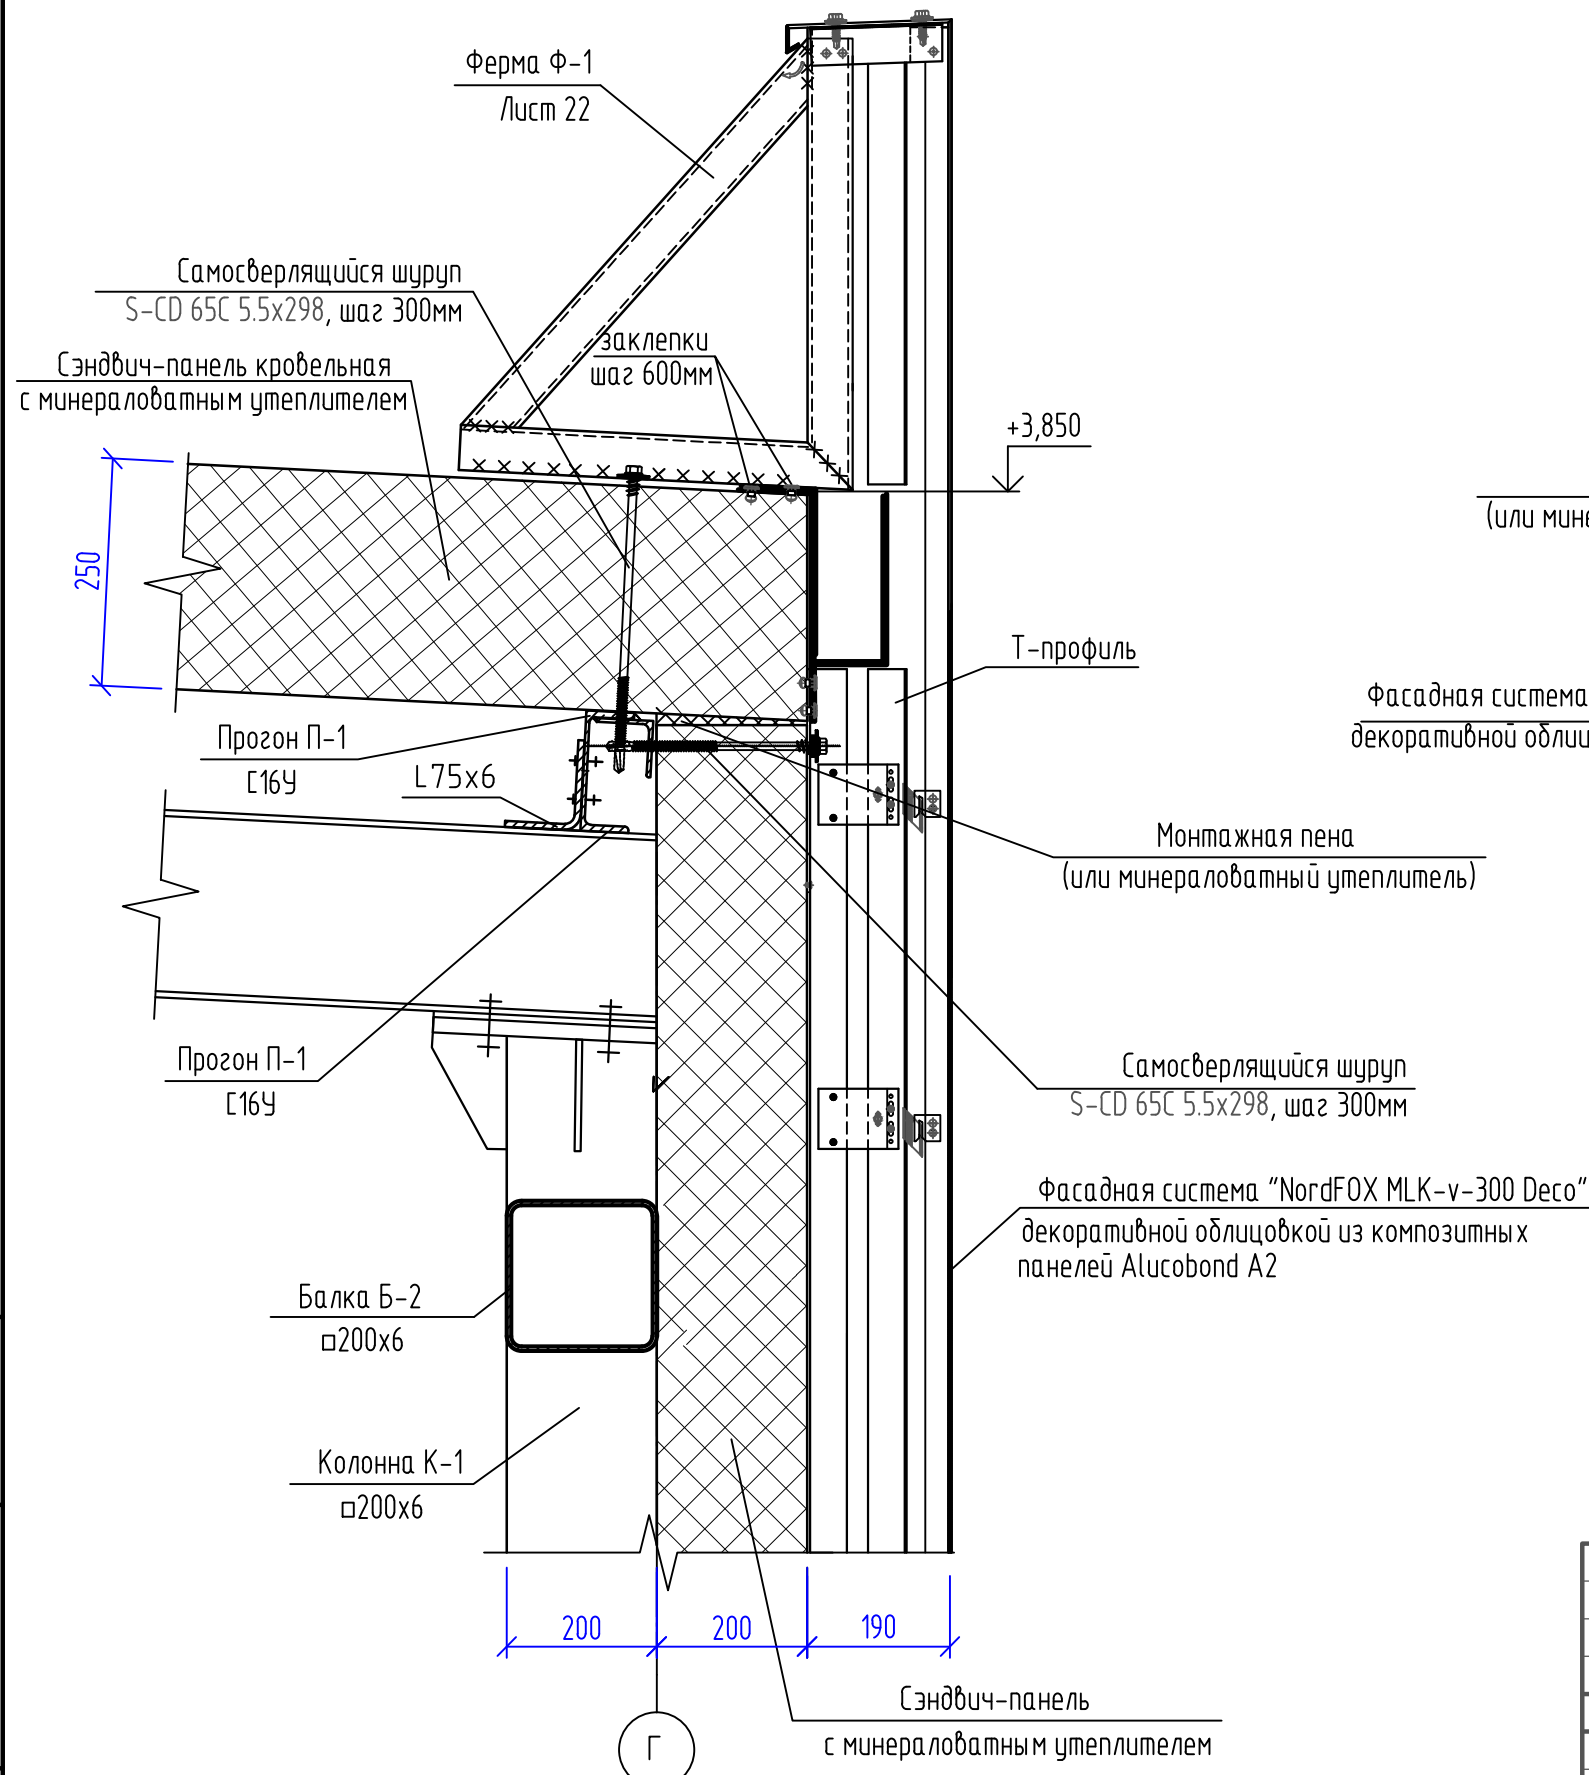 Ферма Ф-1
Лист 22
Самосверлящийся шуруп
S-CD 65C 5.5x298, шаг 300мм
заклепки
шаг 600мм
Сэндвич-панель кровельная
с минераловатным утеплителем
+3,850
250
Т-профиль
Фасадная система
Прогон П-1
[16У
L75x6
Монтажная пена
(или минераловатный утеплитель)
Прогон П-1
[16У
Самосверлящийся шуруп
S-CD 65C 5.5x298, шаг 300мм
Фасадная система "NordFOX MLK-v-300 Deco"
декоративной облицовкой из композитных
панелей Alucobond A2
Балка Б-2
□200x6
Колонна К-1
□200x6
200
200
190
Сэндвич-панель
с минераловатным утеплителем
Г
(или
декоративной